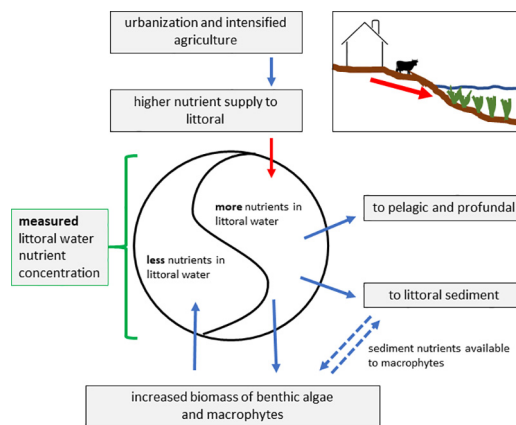 urbanization and intensified
agriculture
higher nutrient supply to
littoral
measured
littoral water
nutrient
concentration
more nutrients in
littoral water
less nutrients in
littoral water
to pelagic and profundal
to littoral sediment
sediment nutrients available
to macrophytes
increased biomass of benthic algae
and macrophytes